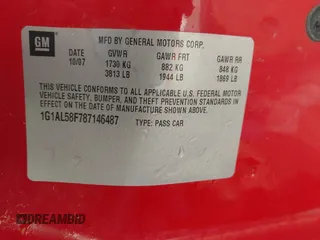 GM
MFD BY GENERAL MOTORS CORP.
DATE GVWR GAWR FRT GAWR RR
10/07 1730 KG 882 KG 848 KG
3813 LB 1944 LB 1869 LB
THIS VEHICLE CONFORMS TO ALL APPLICABLE U.S. FEDERAL MOTOR
VEHICLE SAFETY, BUMPER, AND THEFT PREVENTION STANDARDS IN
EFFECT ON THE DATE OF MANUFACTURE SHOWN ABOVE.
1G1AL58F787146487 TYPE: PASS CAR
DREAMBID